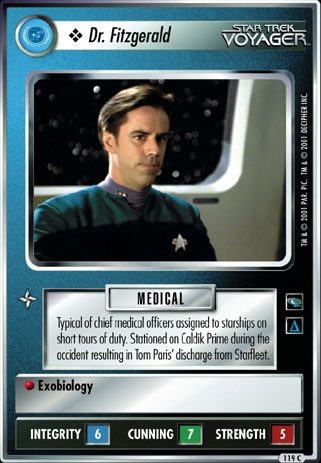 ❖ Dr. Fitzgerald
STAR TREK
VOYAGER™
TM & © 2001 PAR. PIC. TM & © 2001 DECIPHER INC.
MEDICAL
Typical of chief medical officers assigned to starships on
short tours of duty. Stationed on Caldik Prime during the
accident resulting in Tom Paris' discharge from Starfleet.
Exobiology
INTEGRITY 6 CUNNING 7 STRENGTH 5
119 C